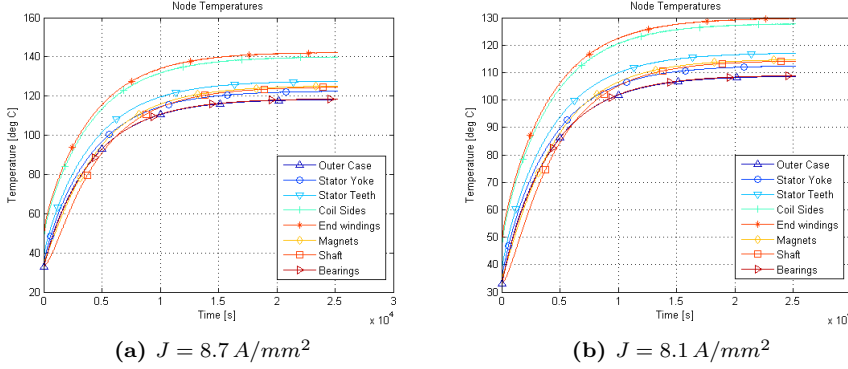 Node Temperatures
Temperature [deg C]
160
140
120
100
80
60
40
20
0
0.5
1
1.5
2
2.5
3
Time [s]
x 10^4
Outer Case
Stator Yoke
Stator Teeth
Coil Sides
End windings
Magnets
Shaft
Bearings
(a) J = 8.7 A/mm^2
Node Temperatures
Temperature [deg C]
130
120
110
100
90
80
70
60
50
40
30
0
0.5
1
1.5
2
2.5
3
Time [s]
x 10
Outer Case
Stator Yoke
Stator Teeth
Coil Sides
End windings
Magnets
Shaft
Bearings
(b) J = 8.1 A/mm^2